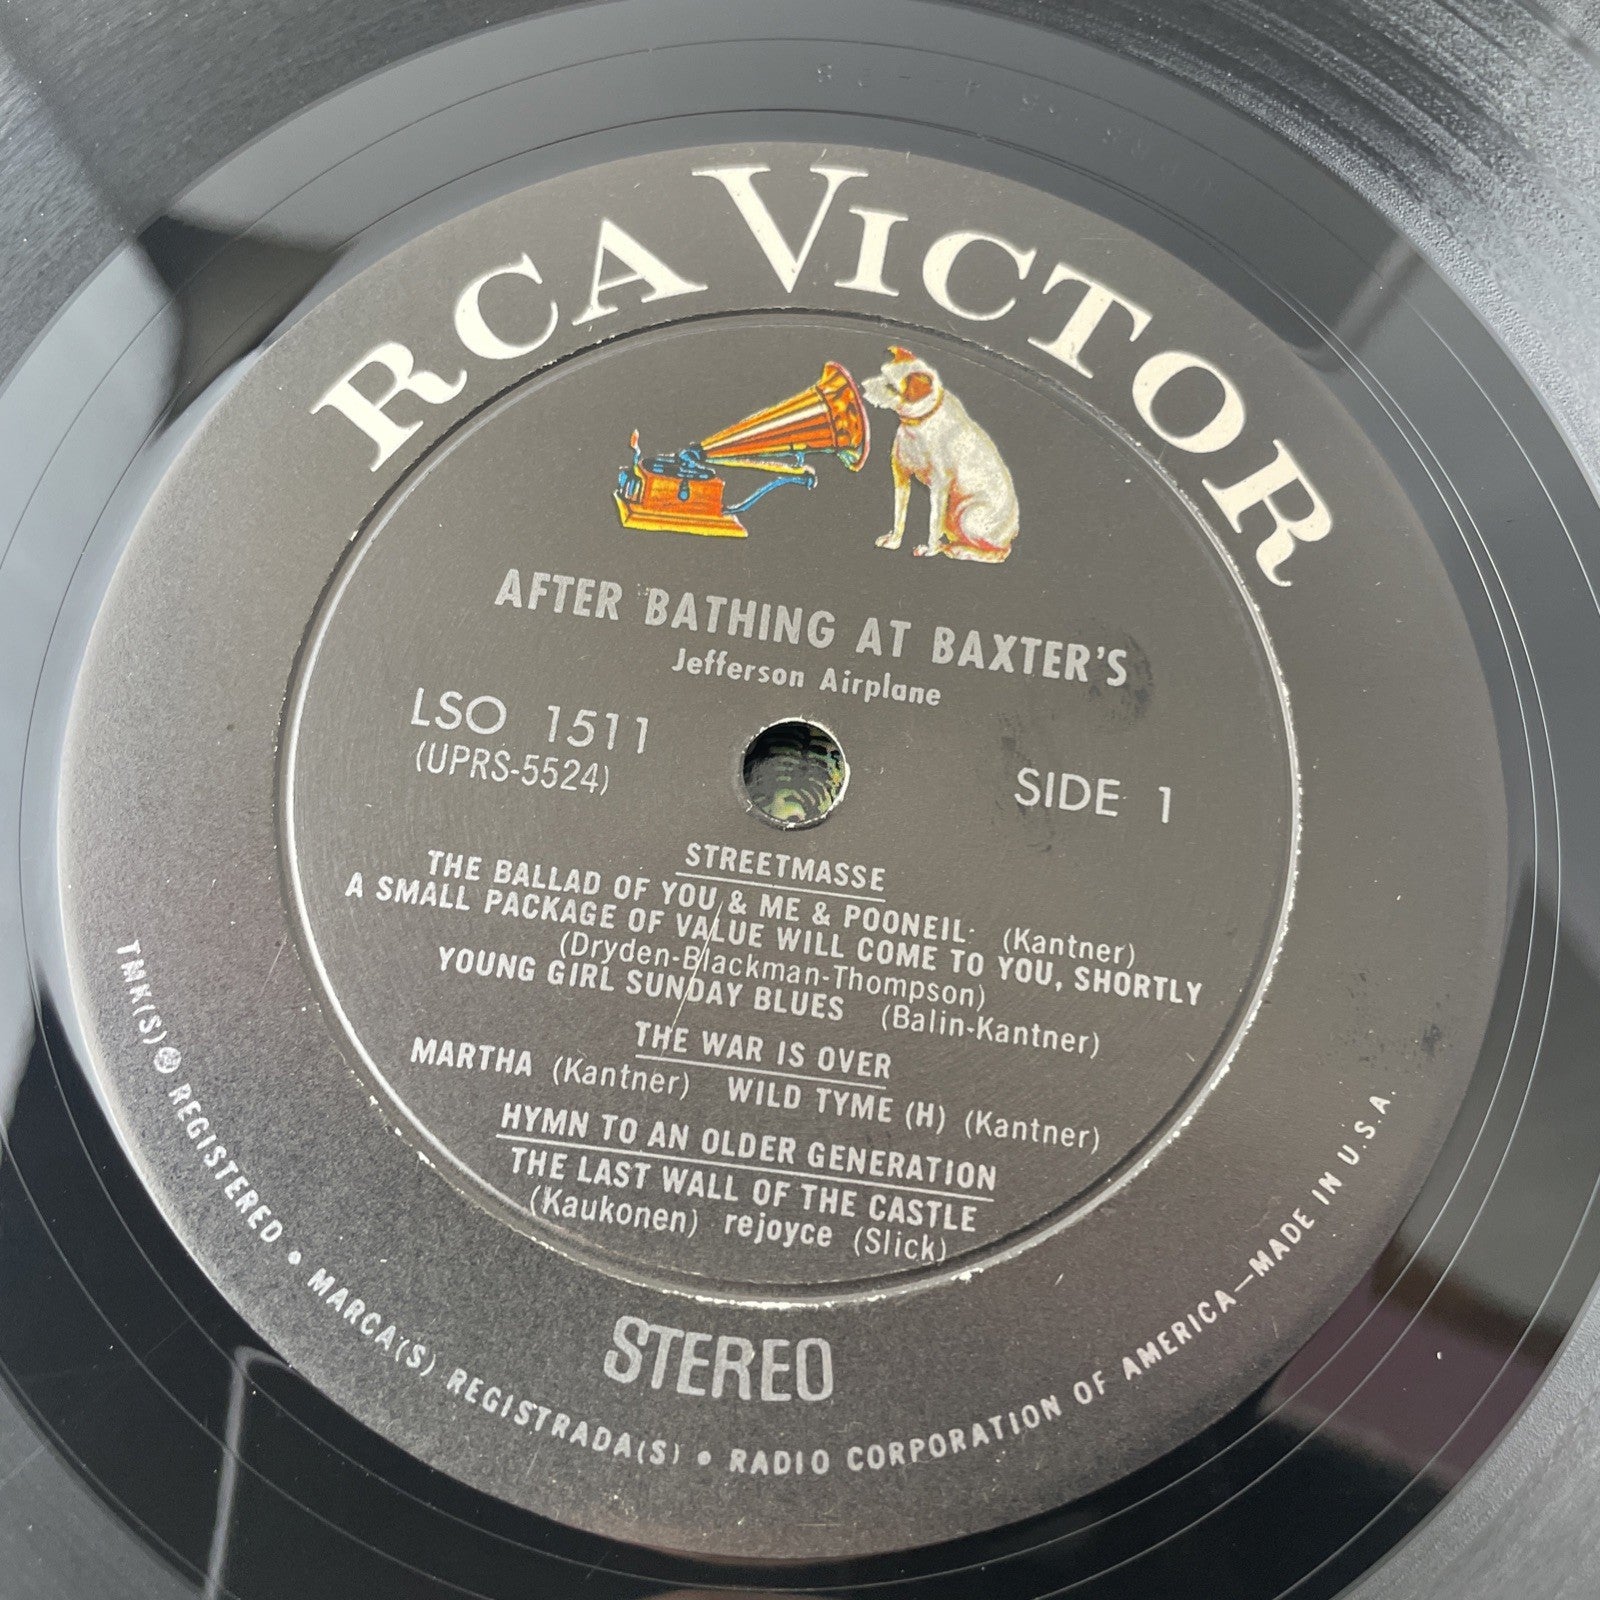 RCA VICTOR
AFTER BATHING AT BAXTER'S
Jefferson Airplane
LSO 1511
(UPRS-5524)
SIDE 1
STREETMASSE
THE BALLAD OF YOU & ME & POONEIL (Kantner)
A SMALL PACKAGE OF VALUE WILL COME TO YOU, SHORTLY
(Dryden-Blackman-Thompson)
YOUNG GIRL SUNDAY BLUES (Balin-Kantner)
THE WAR IS OVER
MARTHA (Kantner) WILD TYME (H) (Kantner)
HYMN TO AN OLDER GENERATION
THE LAST WALL OF THE CASTLE
(Kaukonen) rejoyce (Slick)
STEREO
TMK(S) ® REGISTERED • MARCA(S) REGISTRADA(S) • RADIO CORPORATION OF AMERICA—MADE IN U.S.A.